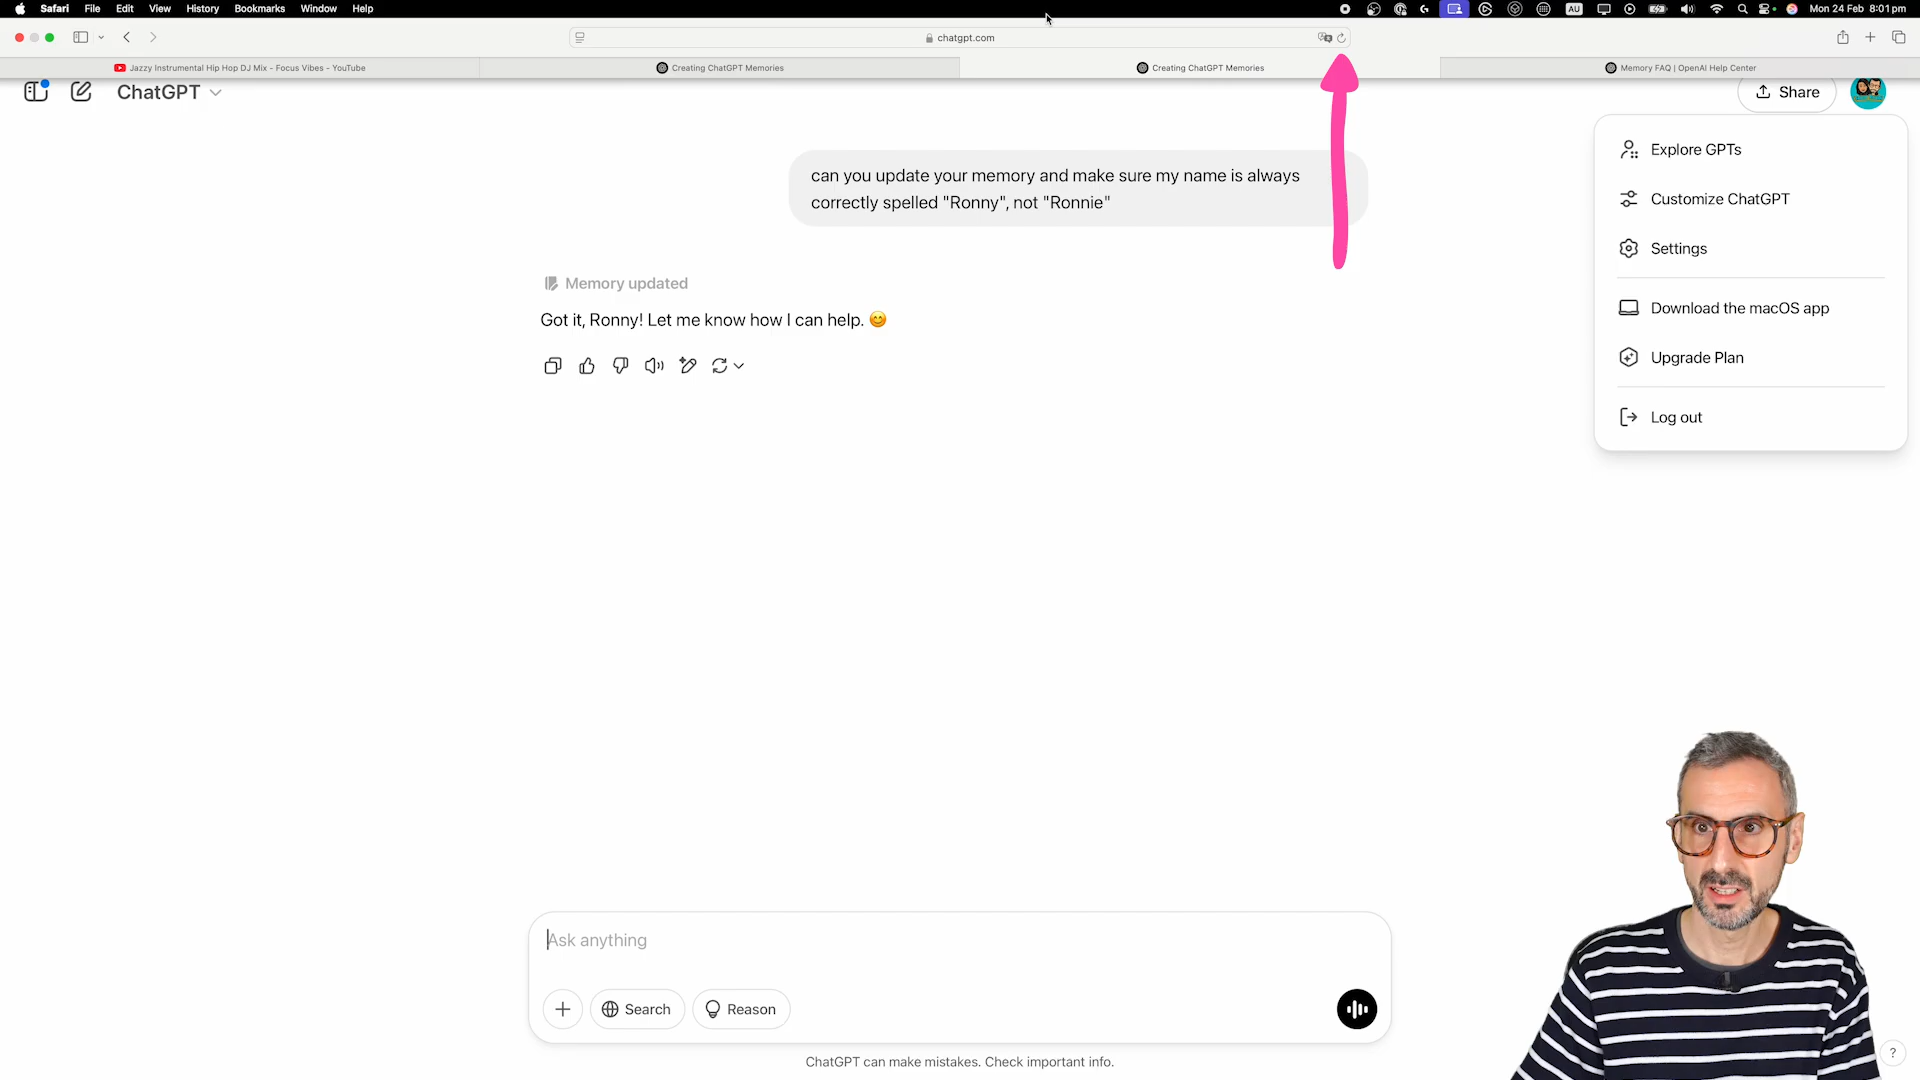 Safari File Edit View History Bookmarks Window Help
AU
Mon 24 Feb 8:01 pm
chatgpt.com
Jazzy Instrumental Hip Hop DJ Mix - Focus Vibes - YouTube
Creating ChatGPT Memories
Creating ChatGPT Memories
Memory FAQ | OpenAI Help Center
ChatGPT
Share
Explore GPTs
Customize ChatGPT
Settings
Download the macOS app
Upgrade Plan
Log out
can you update your memory and make sure my name is always
correctly spelled "Ronny", not "Ronnie"
Memory updated
Got it, Ronny! Let me know how I can help. 😊
Ask anything
Search
Reason
ChatGPT can make mistakes. Check important info.
?